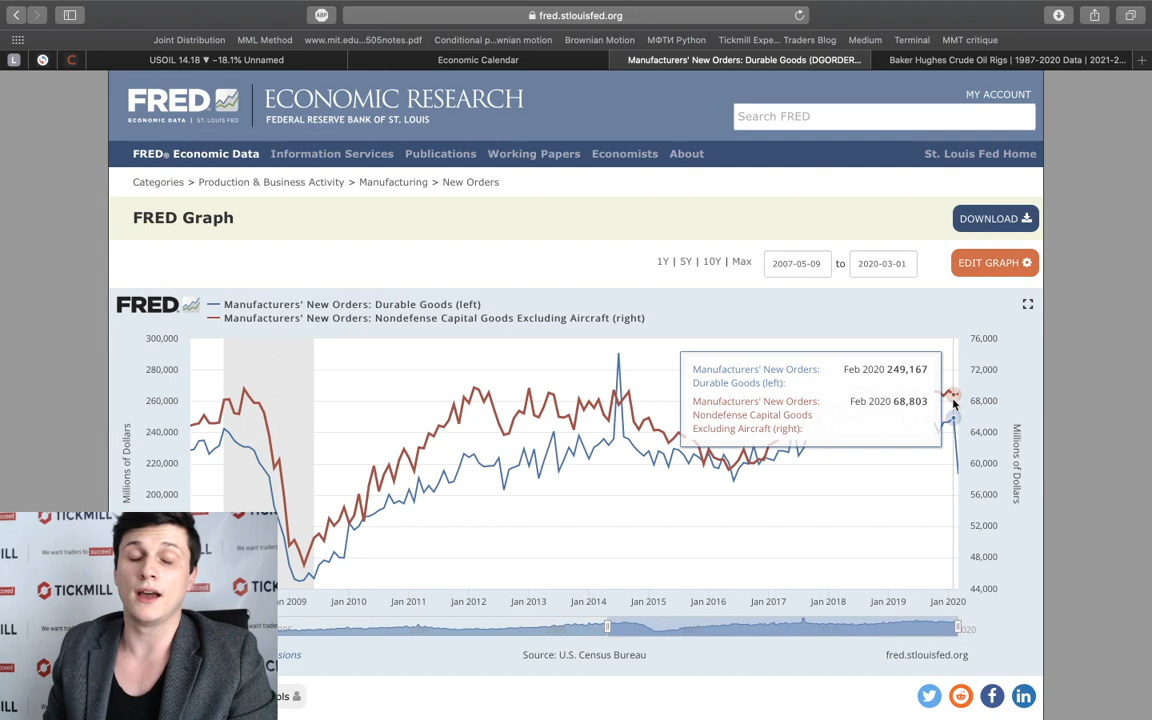 fred.stlouisfed.org
ABP
Joint Distribution MML Method www.mit.edu...505notes.pdf Conditional p...wnian motion Brownian Motion МФТИ Python Tickmill Expe... Traders Blog Medium Terminal MMT critique
L C USOIL 14.18 ▼ −18.1% Unnamed Economic Calendar Manufacturers' New Orders: Durable Goods (DGORDER... Baker Hughes Crude Oil Rigs | 1987-2020 Data | 2021-2...
FRED ECONOMIC RESEARCH
ECONOMIC DATA | ST. LOUIS FED FEDERAL RESERVE BANK OF ST. LOUIS
MY ACCOUNT
Search FRED
FRED® Economic Data Information Services Publications Working Papers Economists About St. Louis Fed Home
Categories > Production & Business Activity > Manufacturing > New Orders
FRED Graph
DOWNLOAD
1Y | 5Y | 10Y | Max 2007-05-09 to 2020-03-01 EDIT GRAPH
FRED
Manufacturers' New Orders: Durable Goods (left)
Manufacturers' New Orders: Nondefense Capital Goods Excluding Aircraft (right)
300,000 76,000
280,000 72,000
260,000 68,000
240,000 64,000
220,000 60,000
200,000 56,000
52,000
48,000
44,000
Millions of Dollars
Millions of Dollars
Manufacturers' New Orders: Durable Goods (left): Feb 2020 249,167
Manufacturers' New Orders: Nondefense Capital Goods Excluding Aircraft (right): Feb 2020 68,803
2009 Jan 2010 Jan 2011 Jan 2012 Jan 2013 Jan 2014 Jan 2015 Jan 2016 Jan 2017 Jan 2018 Jan 2019 Jan 2020
Source: U.S. Census Bureau fred.stlouisfed.org
TICKMILL
We want traders to succeed
TICKMILL